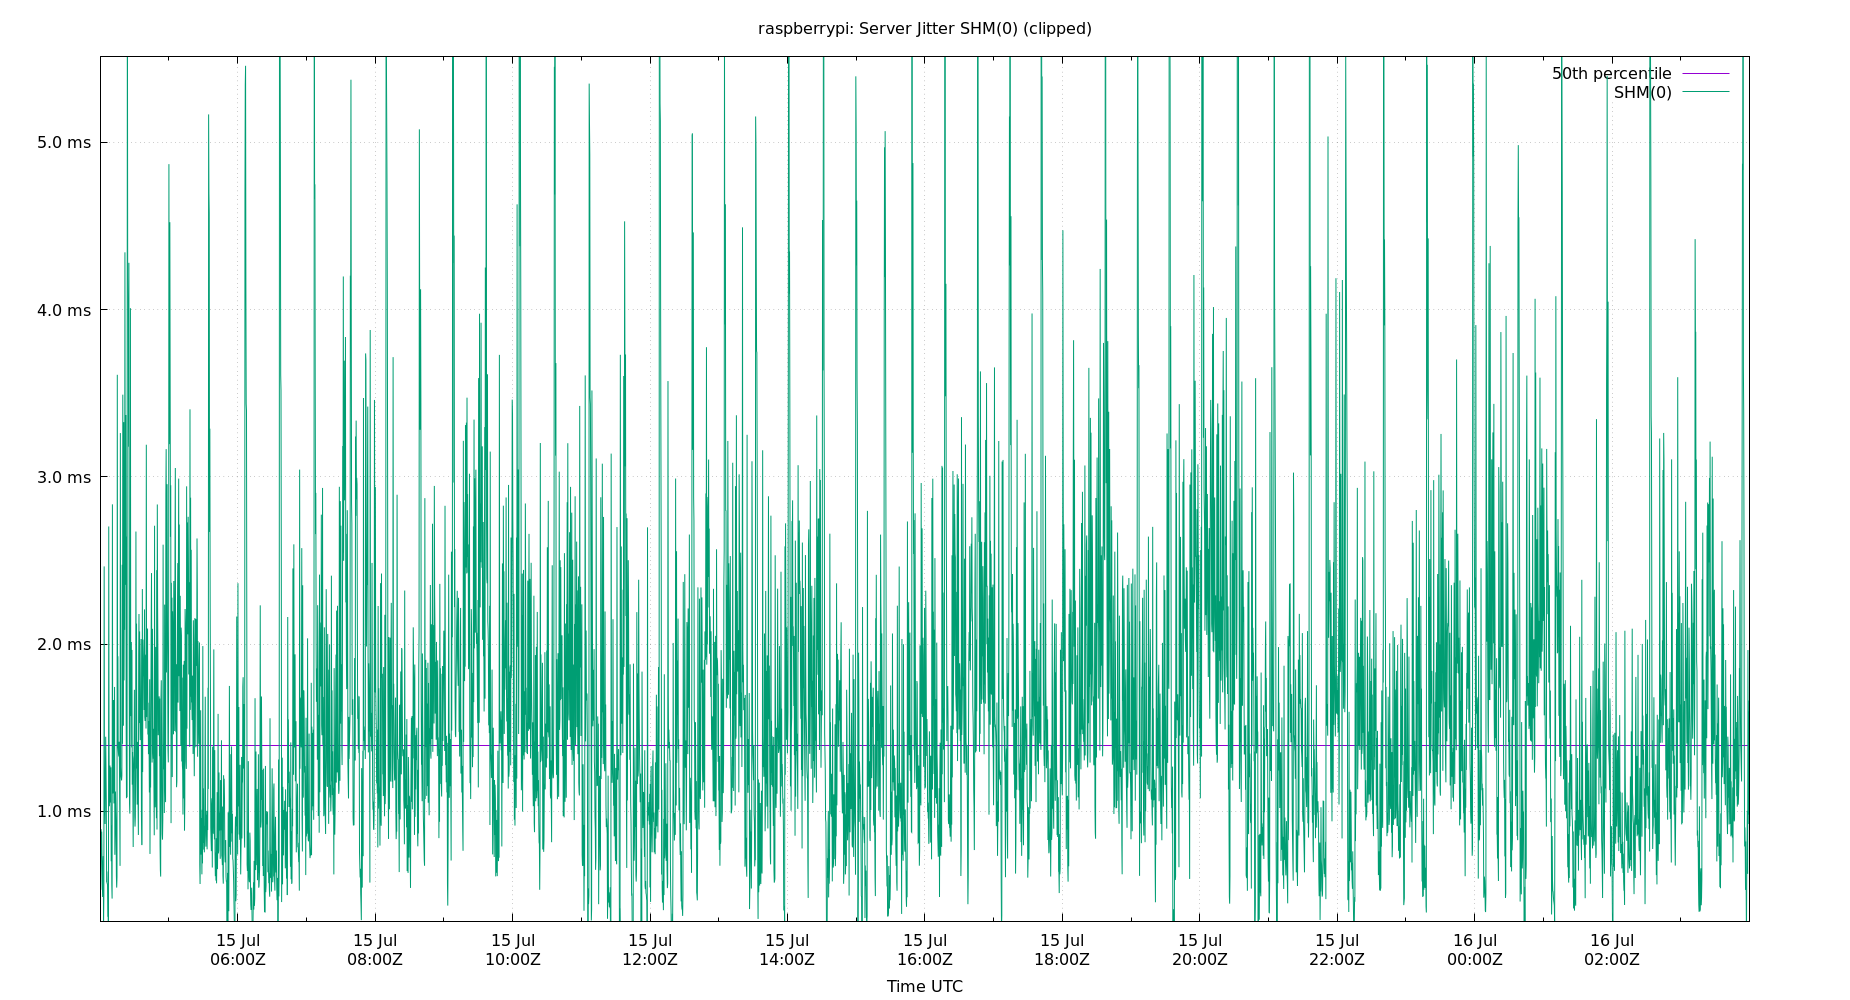 raspberrypi: Server Jitter SHM(0) (clipped)
50th percentile
SHM(0)
5.0 ms
4.0 ms
3.0 ms
2.0 ms
1.0 ms
15 Jul 15 Jul 15 Jul 15 Jul 15 Jul 15 Jul 15 Jul 15 Jul 15 Jul 16 Jul 16 Jul
06:00Z 08:00Z 10:00Z 12:00Z 14:00Z 16:00Z 18:00Z 20:00Z 22:00Z 00:00Z 02:00Z
Time UTC